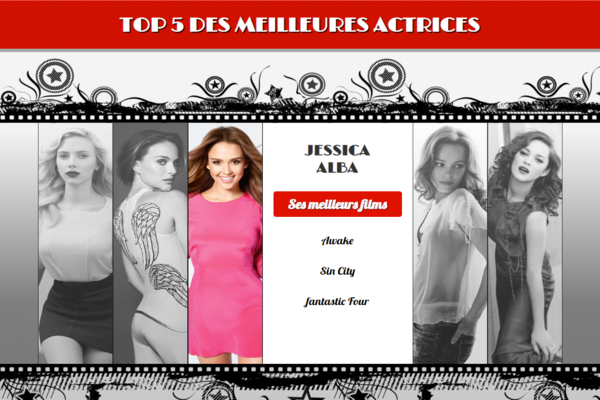 TOP 5 DES MEILLEURES ACTRICES
JESSICA
ALBA
Ses meilleurs films
Awake
Sin City
fantastic Four